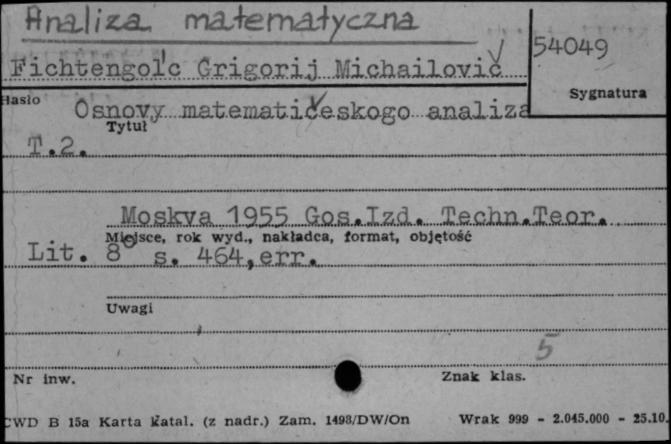 Analiza matematyczna
Fichtengol'c Grigorij Michailovič
54049
Hasło
Sygnatura
Osnovy matematičeskogo analiza
Tytuł
T.2.
Moskva 1955 Gos.Izd. Techn.Teor.
Miejsce, rok wyd., nakładca, format, objętość
Lit. 8° s. 464,err.
Uwagi
5
Nr inw.
Znak klas.
CWD B 15a Karta katal. (z nadr.) Zam. 1493/DW/On Wrak 999 - 2.045.000 - 25.10.